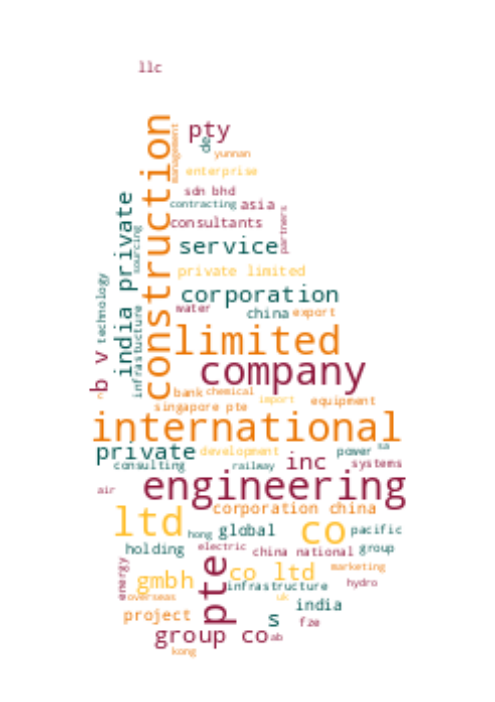 llc
construction
management
pty
de
yunnan
enterprise
sdn bhd
contracting
asia
partners
consultants
india private
sourcing
service
private limited
technology
corporation
water
china
export
infrastucture
limited
b v
company
bank
chemical
import
equipment
singapore pte
international
private
development
power
sa
consulting
railway
inc
systems
air
engineering
corporation china
ltd
hong
global
co
pacific
holding
electric
china national
group
energy
gmbh
pte
co ltd
marketing
infrastructure
hydro
overseas
uk
india
project
s
fze
group co
ab
kong